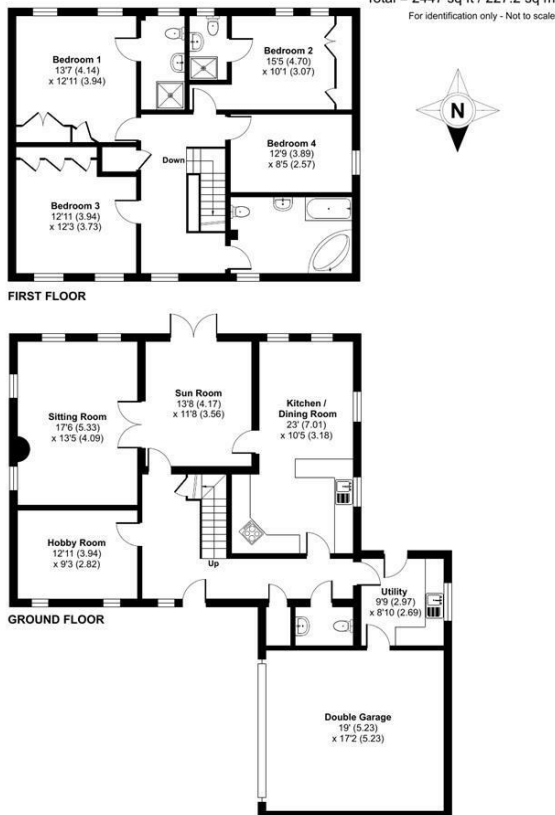 Total = 2447 sq ft / 227.2 sq m
For identification only - Not to scale
N
Bedroom 1
13'7 (4.14)
x 12'11 (3.94)
Bedroom 2
15'5 (4.70)
x 10'1 (3.07)
Bedroom 4
12'9 (3.89)
x 8'5 (2.57)
Down
Bedroom 3
12'11 (3.94)
x 12'3 (3.73)
FIRST FLOOR
Sitting Room
17'6 (5.33)
x 13'5 (4.09)
Sun Room
13'8 (4.17)
x 11'8 (3.56)
Kitchen /
Dining Room
23' (7.01)
x 10'5 (3.18)
Hobby Room
12'11 (3.94)
x 9'3 (2.82)
Up
Utility
9'9 (2.97)
x 8'10 (2.69)
GROUND FLOOR
Double Garage
19' (5.23)
x 17'2 (5.23)